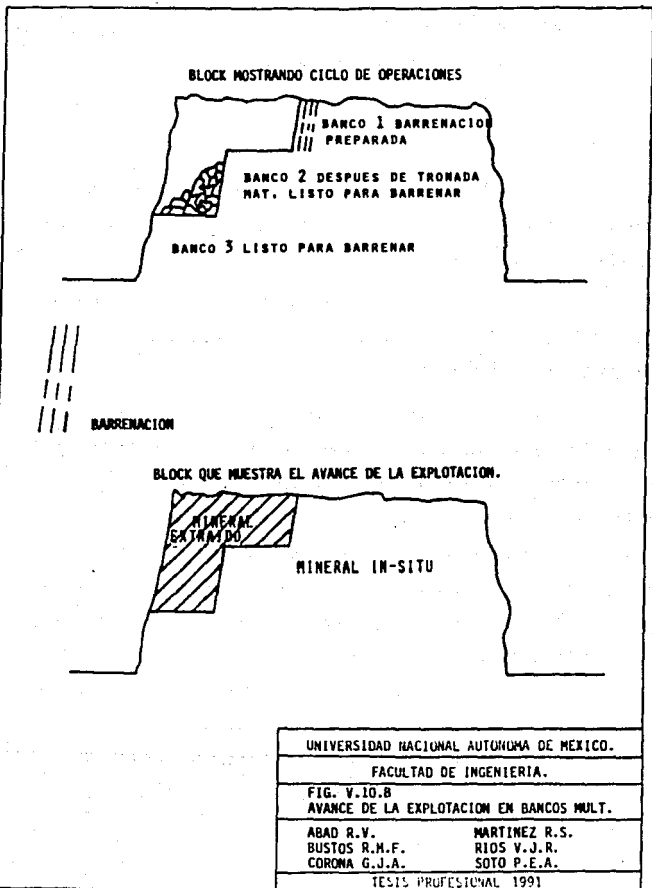 BLOCK MOSTRANDO CICLO DE OPERACIONES
BANCO 1 BARRENACION
PREPARADA
BANCO 2 DESPUES DE TRONADA
MAT. LISTO PARA BARRENAR
BANCO 3 LISTO PARA BARRENAR
BARRENACION
BLOCK QUE MUESTRA EL AVANCE DE LA EXPLOTACION.
MINERAL
EXTRAIDO
MINERAL IN-SITU
UNIVERSIDAD NACIONAL AUTONOMA DE MEXICO.
FACULTAD DE INGENIERIA.
FIG. V.10.8
AVANCE DE LA EXPLOTACION EN BANCOS MULT.
ABAD R.V. MARTINEZ R.S.
BUSTOS R.M.F. RIOS V.J.R.
CORONA G.J.A. SOTO P.E.A.
TESIS PROFESIONAL 1991